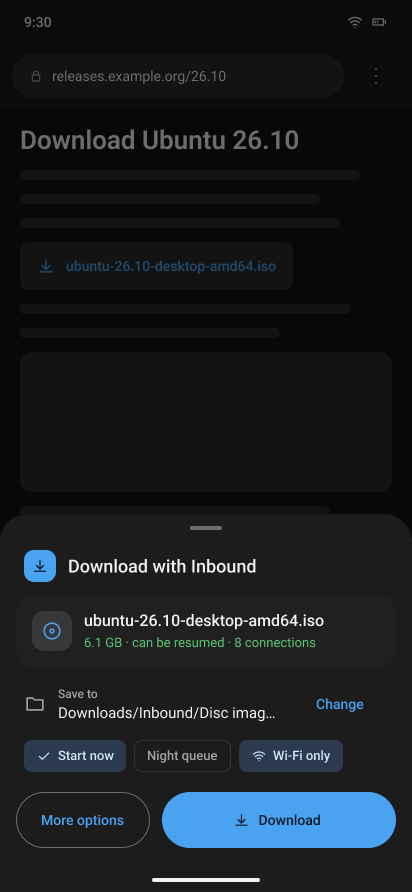 9:30
releases.example.org/26.10
Download Ubuntu 26.10
ubuntu-26.10-desktop-amd64.iso
Download with Inbound
ubuntu-26.10-desktop-amd64.iso
6.1 GB · can be resumed · 8 connections
Save to
Downloads/Inbound/Disc imag…
Change
Start now
Night queue
Wi-Fi only
More options
Download